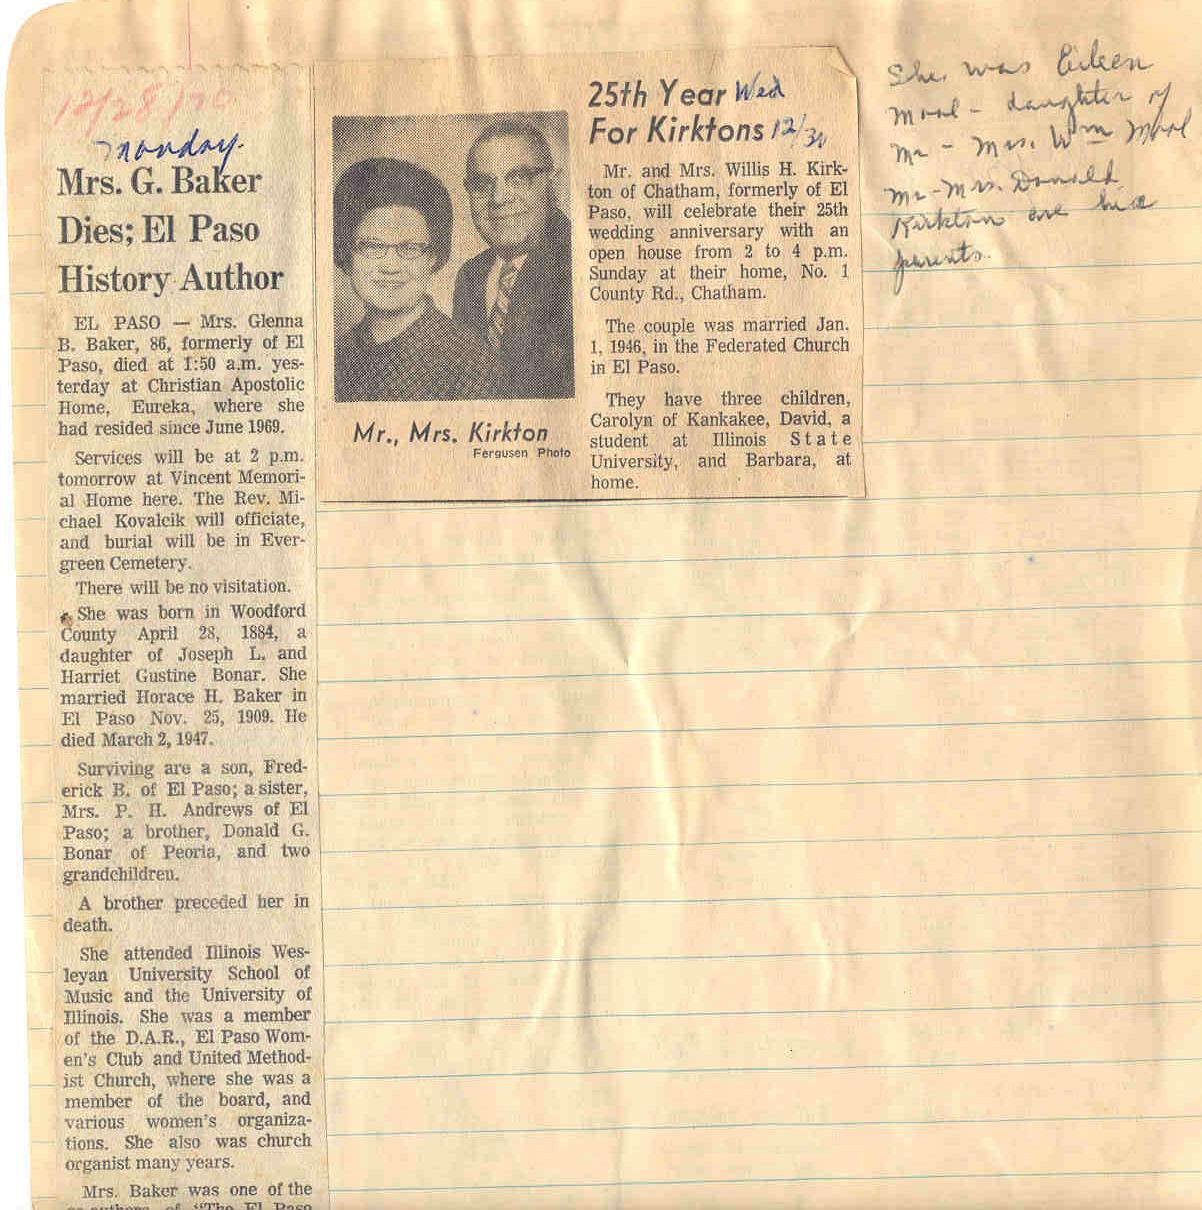 12/28/70
Monday.
Mrs. G. Baker
Dies; El Paso
History Author
EL PASO — Mrs. Glenna
B. Baker, 86, formerly of El
Paso, died at 1:50 a.m. yes-
terday at Christian Apostolic
Home, Eureka, where she
had resided since June 1969.
Services will be at 2 p.m.
tomorrow at Vincent Memori-
al Home here. The Rev. Mi-
chael Kovalcik will officiate,
and burial will be in Ever-
green Cemetery.
There will be no visitation.
She was born in Woodford
County April 28, 1884, a
daughter of Joseph L. and
Harriet Gustine Bonar. She
married Horace H. Baker in
El Paso Nov. 25, 1909. He
died March 2, 1947.
Surviving are a son, Fred-
erick B. of El Paso; a sister,
Mrs. P. H. Andrews of El
Paso; a brother, Donald G.
Bonar of Peoria, and two
grandchildren.
A brother preceded her in
death.
She attended Illinois Wes-
leyan University School of
Music and the University of
Illinois. She was a member
of the D.A.R., El Paso Wom-
en's Club and United Method-
ist Church, where she was a
member of the board, and
various women's organiza-
tions. She also was church
organist many years.
Mrs. Baker was one of the
co-authors of "The El Paso
Mr., Mrs. Kirkton
Fergusen Photo
25th Year Wed
For Kirktons 12/30
Mr. and Mrs. Willis H. Kirk-
ton of Chatham, formerly of El
Paso, will celebrate their 25th
wedding anniversary with an
open house from 2 to 4 p.m.
Sunday at their home, No. 1
County Rd., Chatham.
The couple was married Jan.
1, 1946, in the Federated Church
in El Paso.
They have three children,
Carolyn of Kankakee, David, a
student at Illinois State
University, and Barbara, at
home.
She was Eileen
Mool - daughter of
Mr - Mrs. Wm Mool
Mr - Mrs. Donald
Kirkton are his
parents.